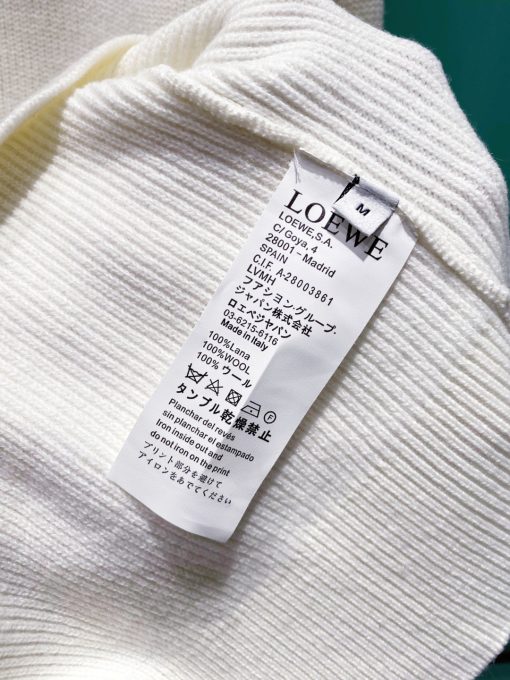 M
LOEWE
LOEWE,S.A.
C/ Goya, 4
28001 - Madrid
SPAIN
C.I.F. A-28003861
LVMH
ファション・グループ・
ジャパン株式会社
ロエベジャパン
03-6215-6116
Made in Italy
100%Lana
100%WOOL
100% ウール
F
タンブル乾燥禁止
Planchar del revés
sin planchar el estampado
Iron inside out and
do not iron on the print
プリント部分を避けて
アイロンをあててください